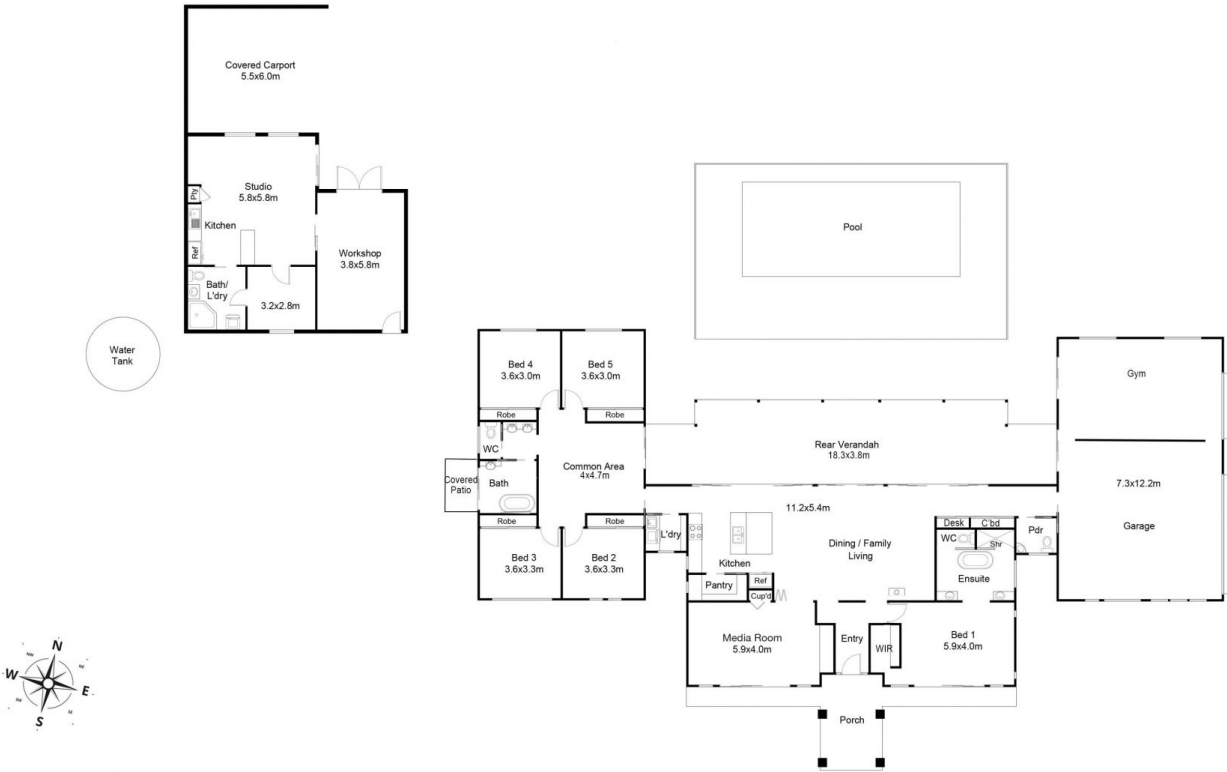 Covered Carport
5.5x6.0m
Studio
5.8x5.8m
Pty
Kitchen
Ref
Workshop
3.8x5.8m
Bath/
L'dry
3.2x2.8m
Water
Tank
Pool
Bed 4
3.6x3.0m
Bed 5
3.6x3.0m
Robe
Robe
WC
Common Area
4x4.7m
Covered
Patio
Bath
Robe
Robe
Bed 3
3.6x3.3m
Bed 2
3.6x3.3m
L'dry
Rear Verandah
18.3x3.8m
Gym
7.3x12.2m
Garage
11.2x5.4m
Dining / Family
Living
Kitchen
Pantry
Ref
Cup'd
Desk
C'bd
WC
Shr
Pdr
Ensuite
Media Room
5.9x4.0m
Entry
WIR
Bed 1
5.9x4.0m
Porch
N
W
E
S